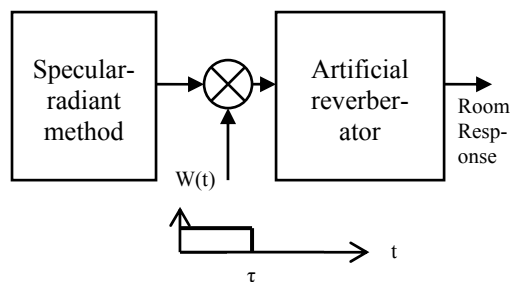 Specular-
radiant
method
Artificial
reverber-
ator
Room
Resp-
onse
W(t)
t
τ